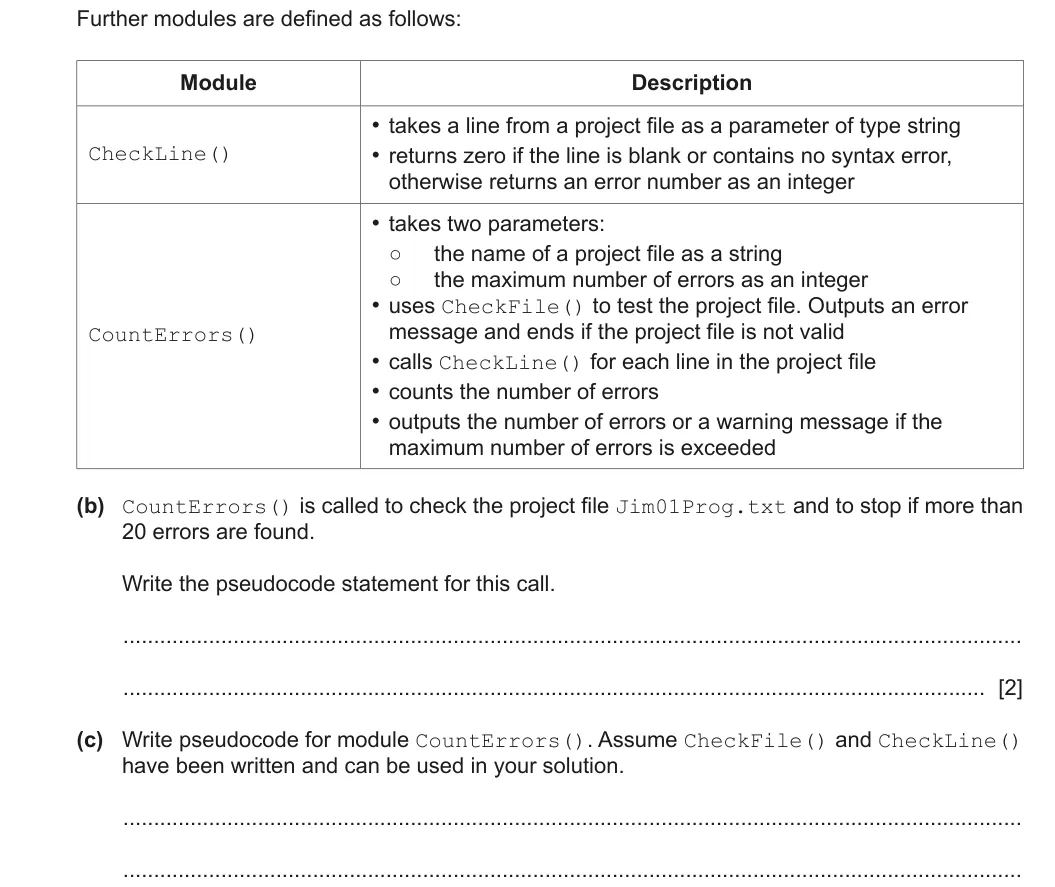 Further modules are defined as follows:
Module Description
CheckLine()
• takes a line from a project file as a parameter of type string
• returns zero if the line is blank or contains no syntax error,
otherwise returns an error number as an integer
CountErrors()
• takes two parameters:
○ the name of a project file as a string
○ the maximum number of errors as an integer
• uses CheckFile() to test the project file. Outputs an error
message and ends if the project file is not valid
• calls CheckLine() for each line in the project file
• counts the number of errors
• outputs the number of errors or a warning message if the
maximum number of errors is exceeded
(b) CountErrors() is called to check the project file Jim01Prog.txt and to stop if more than
20 errors are found.
Write the pseudocode statement for this call.
[2]
(c) Write pseudocode for module CountErrors(). Assume CheckFile() and CheckLine()
have been written and can be used in your solution.